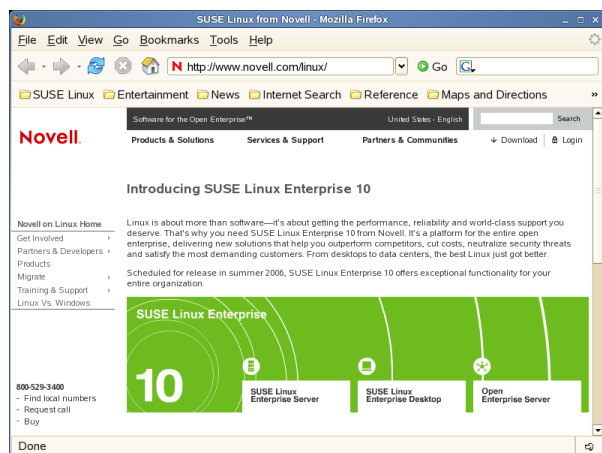 SUSE Linux from Novell - Mozilla Firefox
File Edit View Go Bookmarks Tools Help
N http://www.novell.com/linux/ Go G
SUSE Linux Entertainment News Internet Search Reference Maps and Directions »
Software for the Open Enterprise™ United States - English Search
Novell.
Products & Solutions Services & Support Partners & Communities Download Login
Introducing SUSE Linux Enterprise 10
Novell on Linux Home
Get Involved
Partners & Developers
Products
Migrate
Training & Support
Linux Vs. Windows
Linux is about more than software—it's about getting the performance, reliability and world-class support you
deserve. That's why you need SUSE Linux Enterprise 10 from Novell. It's a platform for the entire open
enterprise, delivering new solutions that help you outperform competitors, cut costs, neutralize security threats
and satisfy the most demanding customers. From desktops to data centers, the best Linux just got better.
Scheduled for release in summer 2006, SUSE Linux Enterprise 10 offers exceptional functionality for your
entire organization.
SUSE Linux Enterprise
10
SUSE Linux
Enterprise Server
SUSE Linux
Enterprise Desktop
Open
Enterprise Server
800-529-3400
- Find local numbers
- Request call
- Buy
Done